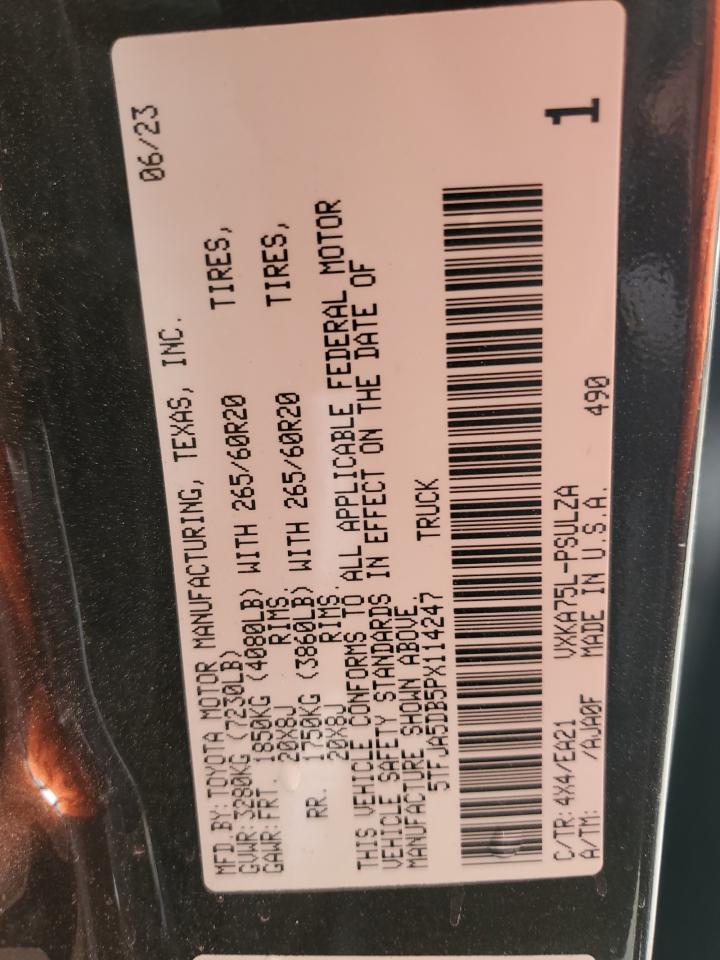 MFD BY: TOYOTA MOTOR MANUFACTURING, TEXAS, INC. 06/23
GVWR: 3280KG (7230LB)
GAWR: FRT. 1850KG (4080LB) WITH 265/60R20 TIRES,
20X8J RIMS.
RR. 1750KG (3860LB) WITH 265/60R20 TIRES,
20X8J RIMS.
THIS VEHICLE CONFORMS TO ALL APPLICABLE FEDERAL MOTOR
VEHICLE SAFETY STANDARDS IN EFFECT ON THE DATE OF
MANUFACTURE SHOWN ABOVE.
5TFJA5DB5PX114247 TRUCK
1
C/TR: 4X4/EA21 VXKA75L-PSULZA
A/TM: /AJA0F MADE IN U.S.A. 490